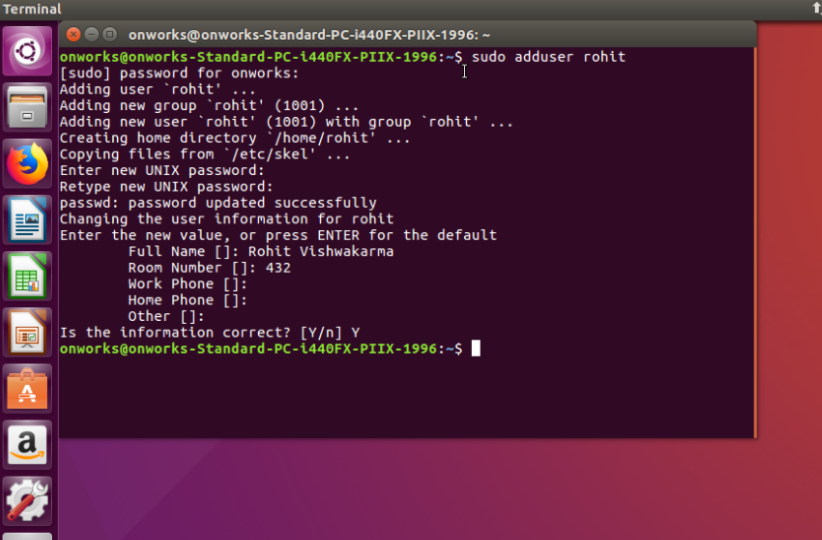 Terminal
onworks@onworks-Standard-PC-i440FX-PIIX-1996: ~
onworks@onworks-Standard-PC-i440FX-PIIX-1996:~$ sudo adduser rohit
[sudo] password for onworks:
Adding user `rohit' ...
Adding new group `rohit' (1001) ...
Adding new user `rohit' (1001) with group `rohit' ...
Creating home directory `/home/rohit' ...
Copying files from `/etc/skel' ...
Enter new UNIX password:
Retype new UNIX password:
passwd: password updated successfully
Changing the user information for rohit
Enter the new value, or press ENTER for the default
Full Name []: Rohit Vishwakarma
Room Number []: 432
Work Phone []:
Home Phone []:
Other []:
Is the information correct? [Y/n] Y
onworks@onworks-Standard-PC-i440FX-PIIX-1996:~$